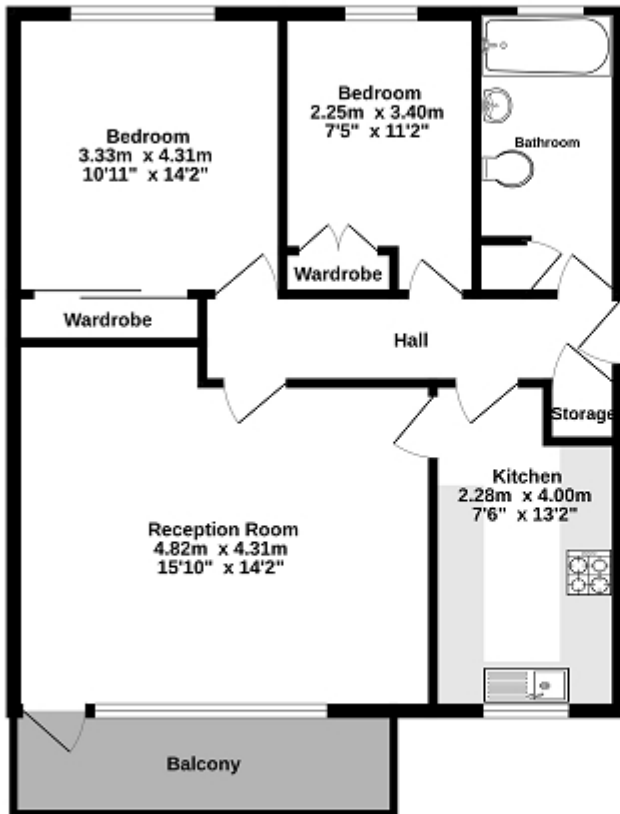 Bedroom
3.33m x 4.31m
10'11" x 14'2"
Bedroom
2.25m x 3.40m
7'5" x 11'2"
Bathroom
Wardrobe
Wardrobe
Hall
Storage
Kitchen
2.28m x 4.00m
7'6" x 13'2"
Reception Room
4.82m x 4.31m
15'10" x 14'2"
Balcony